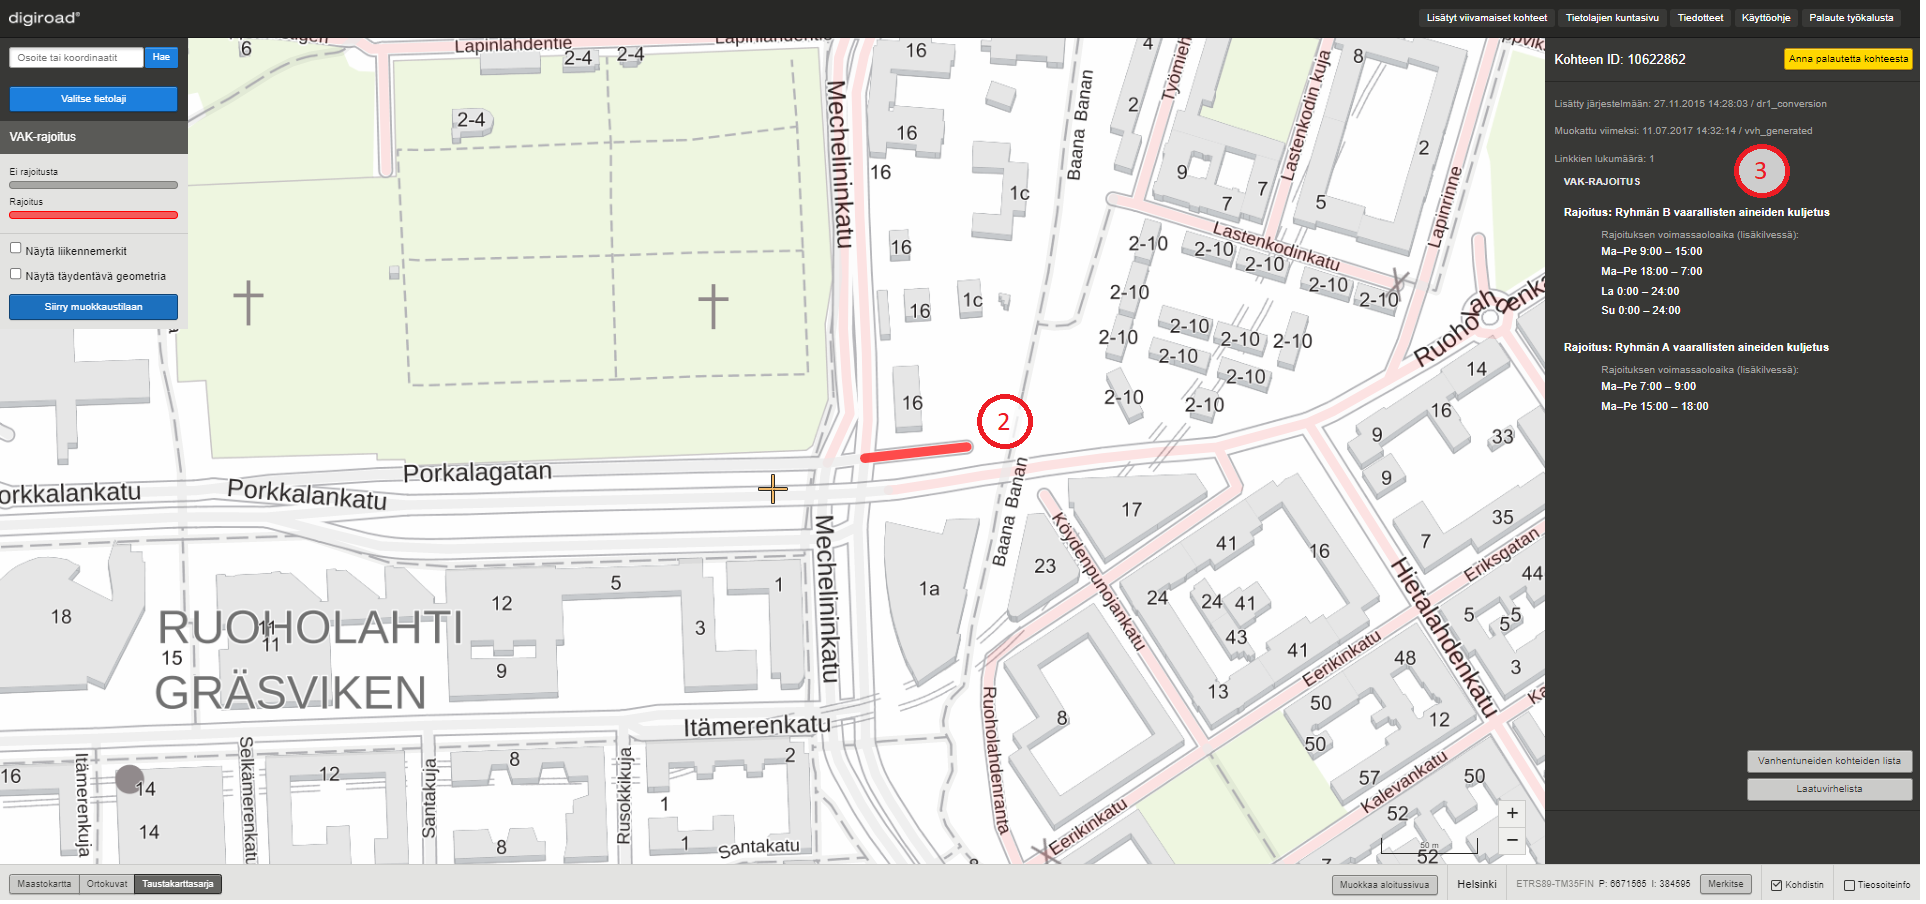 digiroad®
Lisätyt viivamaiset kohteet
Tietolajien kuntasivu
Tiedotteet
Käyttöohje
Palaute työkalusta
Osoite tai koordinaatit
Hae
Valitse tietolaji
VAK-rajoitus
Ei rajoitusta
Rajoitus
Näytä liikennemerkit
Näytä täydentävä geometria
Siirry muokkaustilaan
Kohteen ID: 10622862
Anna palautetta kohteesta
Lisätty järjestelmään: 27.11.2015 14:28:03 / dr1_conversion
Muokattu viimeksi: 11.07.2017 14:32:14 / vvh_generated
Linkkien lukumäärä: 1
3
VAK-RAJOITUS
Rajoitus: Ryhmän B vaarallisten aineiden kuljetus
Rajoituksen voimassaoloaika (lisäkilvessä):
Ma–Pe 9:00 – 15:00
Ma–Pe 18:00 – 7:00
La 0:00 – 24:00
Su 0:00 – 24:00
Rajoitus: Ryhmän A vaarallisten aineiden kuljetus
Rajoituksen voimassaoloaika (lisäkilvessä):
Ma–Pe 7:00 – 9:00
Ma–Pe 15:00 – 18:00
Vanhentuneiden kohteiden lista
Laatuvirhelista
6
Lapinlahdentie
2-4
2-4
2-4
Mechelininkatu
16
16
16
16
16
16
1c
1c
Baana Banan
4
2
Työmieh
9
7
7
Lastenkodin kuja
8
2
5
Lapinrinne
Lastenkodinkatu
2-10
2-10
2-10
2-10
2-10
2-10
2-10
2-10
2-10
2-10
2-10
2-10
2-10
2-10
Ruoholah
denka
14
16
9
33
9
35
7
2
Porkalagatan
orkkalankatu
Porkkalankatu
Mechelininkatu
Baana Banan
17
23
1a
Köydenpunojankatu
41
16
24
24
41
43
41
13
Hietalahdenkatu
Eriksgatan
44
5
5
5
3
Eerikinkatu
48
50
12
50
57
50
Kalevankatu
52
52
7
Ruoholahdenranta
8
Eerikinkatu
18
RUOHOLAHTI
11
11
15
GRÄSVIKEN
12
9
5
3
1
Itämerenkatu
Itämerenkuja
Selkämerenkatu
Santakuja
Rusokkikuja
16
14
14
12
8
8
2
1
1
Santakatu
+
−
50 m
Maastokartta
Ortokuvat
Taustakarttasarja
Muokkaa aloitussivua
Helsinki
ETRS89-TM35FIN P: 6671565 I: 384595
Merkitse
Kohdistin
Tieosoiteinfo